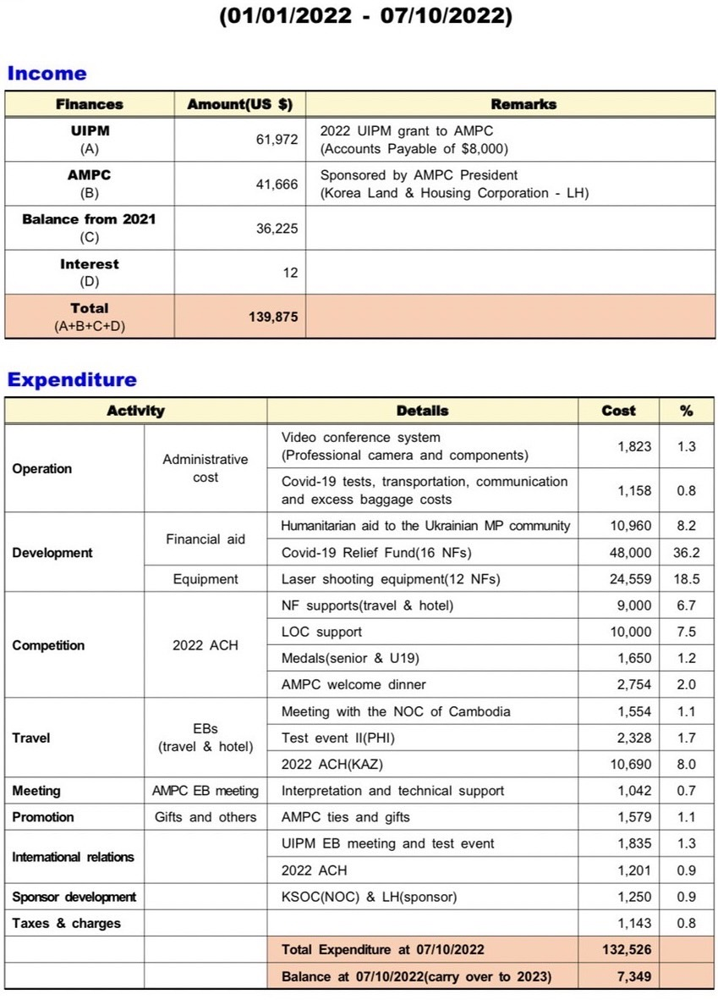 (01/01/2022 - 07/10/2022)
Income
Finances Amount(US $) Remarks
UIPM
(A)
61,972
2022 UIPM grant to AMPC
(Accounts Payable of $8,000)
AMPC
(B)
41,666
Sponsored by AMPC President
(Korea Land & Housing Corporation - LH)
Balance from 2021
(C)
36,225
Interest
(D)
12
Total
(A+B+C+D)
139,875
Expenditure
Activity Details Cost %
Operation
Administrative
cost
Video conference system
(Professional camera and components)
1,823 1.3
Covid-19 tests, transportation, communication
and excess baggage costs
1,158 0.8
Development
Financial aid
Humanitarian aid to the Ukrainian MP community 10,960 8.2
Covid-19 Relief Fund(16 NFs) 48,000 36.2
Equipment Laser shooting equipment(12 NFs) 24,559 18.5
Competition
2022 ACH
NF supports(travel & hotel) 9,000 6.7
LOC support 10,000 7.5
Medals(senior & U19) 1,650 1.2
AMPC welcome dinner 2,754 2.0
Travel
EBs
(travel & hotel)
Meeting with the NOC of Cambodia 1,554 1.1
Test event II(PHI) 2,328 1.7
2022 ACH(KAZ) 10,690 8.0
Meeting AMPC EB meeting Interpretation and technical support 1,042 0.7
Promotion Gifts and others AMPC ties and gifts 1,579 1.1
International relations
UIPM EB meeting and test event 1,835 1.3
2022 ACH 1,201 0.9
Sponsor development KSOC(NOC) & LH(sponsor) 1,250 0.9
Taxes & charges 1,143 0.8
Total Expenditure at 07/10/2022 132,526
Balance at 07/10/2022(carry over to 2023) 7,349